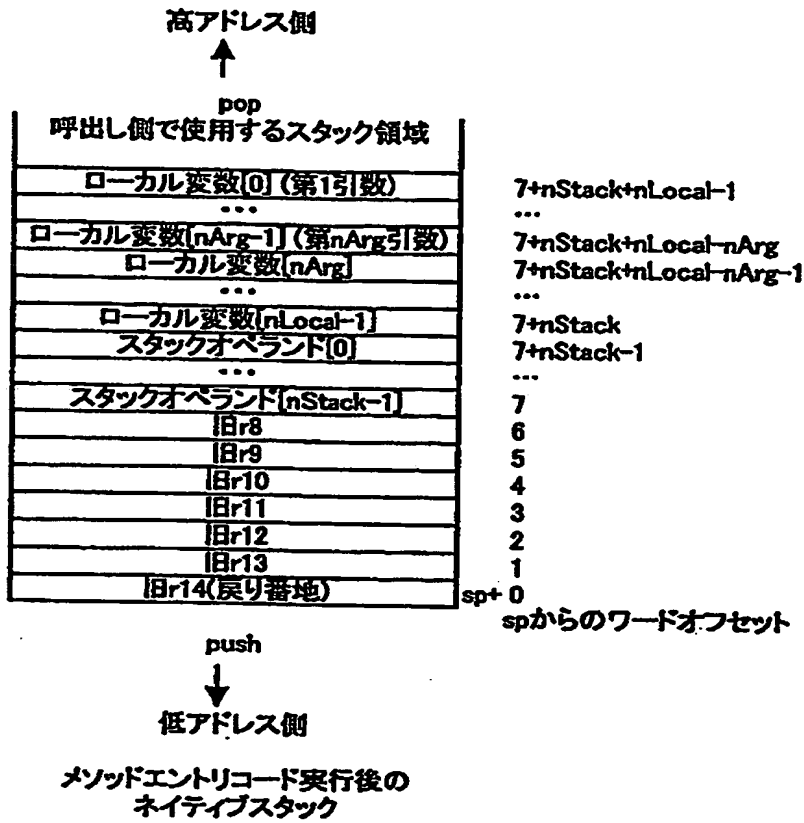 高アドレス側
pop
呼出し側で使用するスタック領域
ローカル変数[0] (第1引数) 7+nStack+nLocal-1
... ...
ローカル変数[nArg-1] (第nArg引数) 7+nStack+nLocal-nArg
ローカル変数[nArg] 7+nStack+nLocal-nArg-1
... ...
ローカル変数[nLocal-1] 7+nStack
スタックオペランド[0] 7+nStack-1
... ...
スタックオペランド[nStack-1] 7
旧r8 6
旧r9 5
旧r10 4
旧r11 3
旧r12 2
旧r13 1
旧r14(戻り番地) sp+ 0
spからのワードオフセット
push
低アドレス側
メソッドエントリコード実行後の
ネイティブスタック